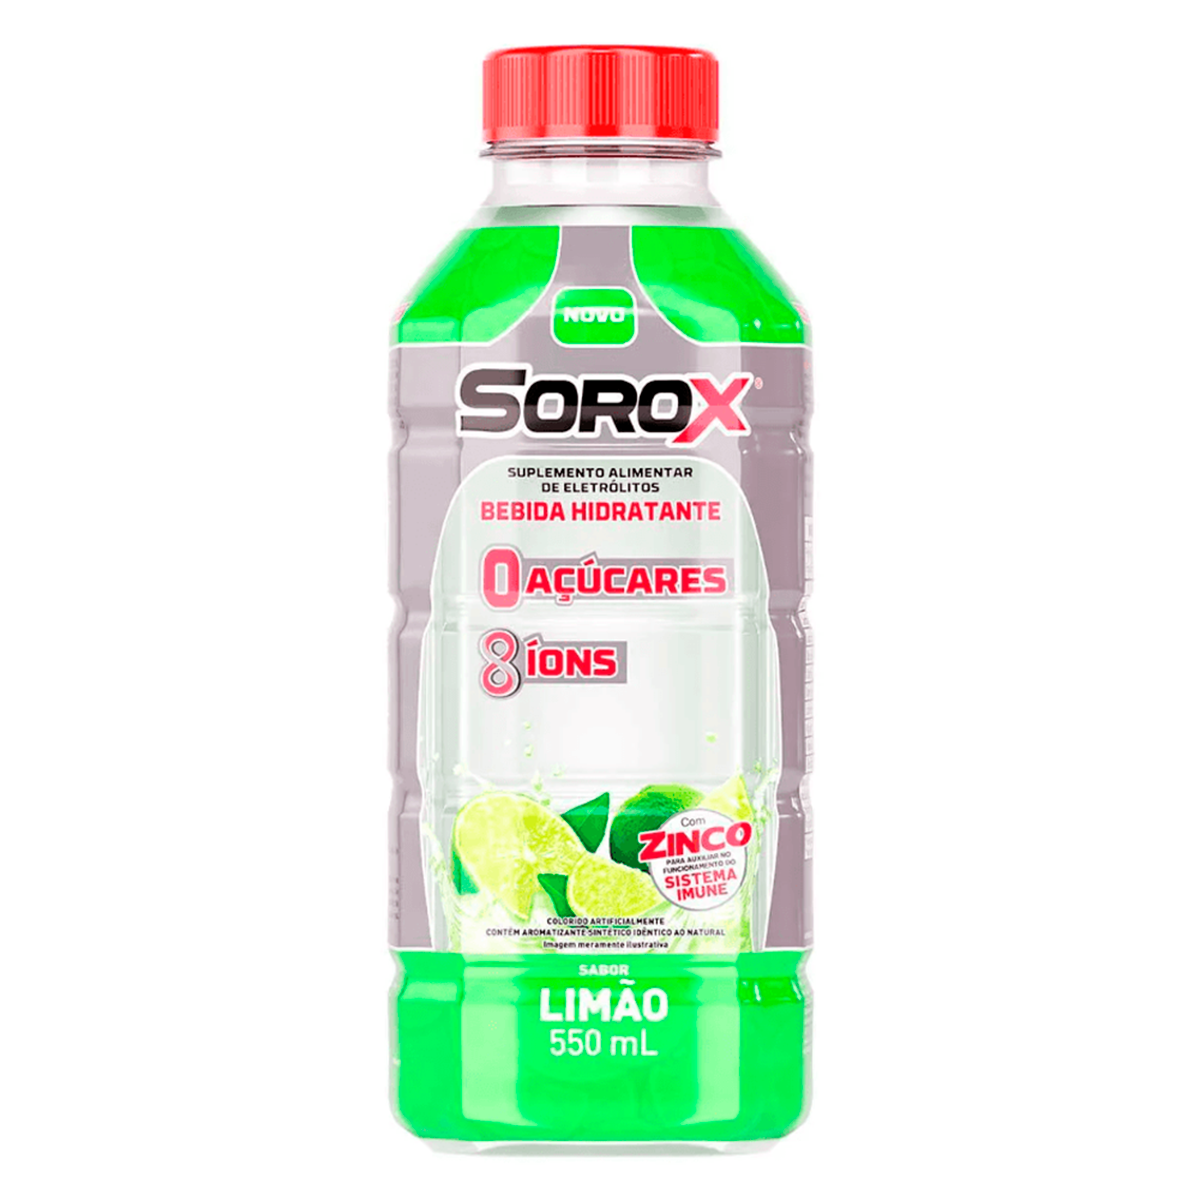 NOVO
SOROX®
SUPLEMENTO ALIMENTAR
DE ELETRÓLITOS
BEBIDA HIDRATANTE
0 AÇÚCARES
8 ÍONS
Com
ZINCO
PARA AUXILIAR NO
FUNCIONAMENTO DO
SISTEMA
IMUNE
COLORIDO ARTIFICIALMENTE
CONTÉM AROMATIZANTE SINTÉTICO IDÊNTICO AO NATURAL
Imagem meramente ilustrativa
SABOR
LIMÃO
550 mL